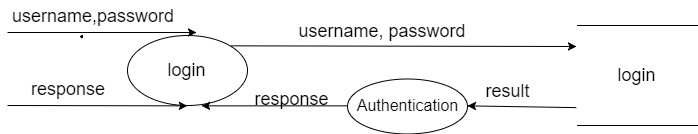 username,password
username, password
login
login
response
response
Authentication
result